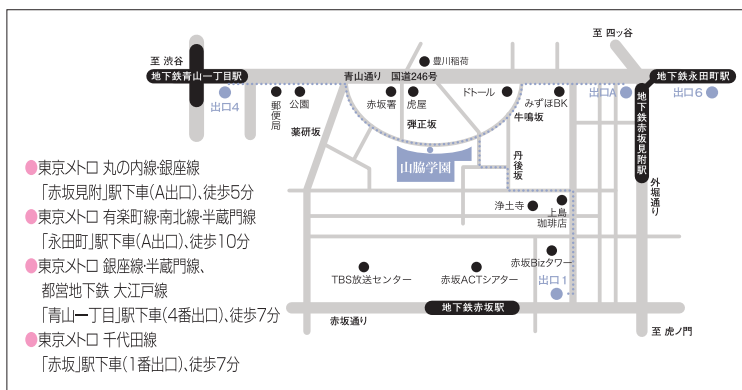 至 渋谷
至 四ッ谷
豊川稲荷
地下鉄青山一丁目駅
青山通り 国道246号
地下鉄永田町駅
出口4
郵便局
公園
赤坂署
虎屋
ドトール
みずほBK
出口A
出口6
薬研坂
弾正坂
牛鳴坂
地下鉄赤坂見附駅
山脇学園
丹後坂
外堀通り
浄土寺
上島
珈琲店
赤坂Bizタワー
TBS放送センター
赤坂ACTシアター
出口1
地下鉄赤坂駅
赤坂通り
至 虎ノ門
●東京メトロ 丸の内線・銀座線
「赤坂見附」駅下車(A出口)、徒歩5分
●東京メトロ 有楽町線・南北線・半蔵門線
「永田町」駅下車(A出口)、徒歩10分
●東京メトロ 銀座線・半蔵門線、
都営地下鉄 大江戸線
「青山一丁目」駅下車(4番出口)、徒歩7分
●東京メトロ 千代田線
「赤坂」駅下車(1番出口)、徒歩7分